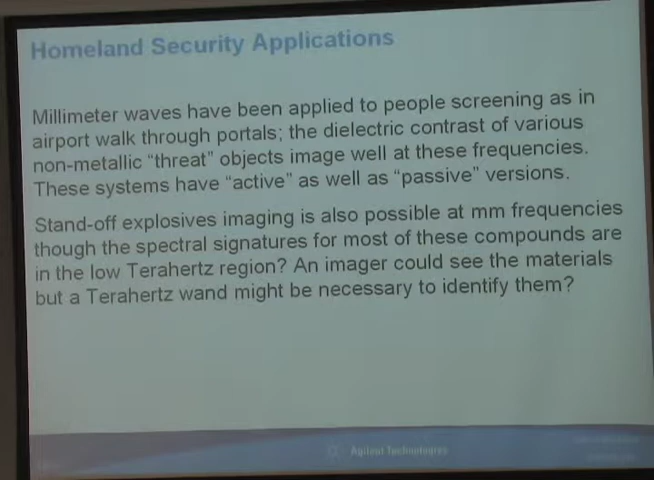 Homeland Security Applications
Millimeter waves have been applied to people screening as in
airport walk through portals; the dielectric contrast of various
non-metallic “threat” objects image well at these frequencies.
These systems have “active” as well as “passive” versions.
Stand-off explosives imaging is also possible at mm frequencies
though the spectral signatures for most of these compounds are
in the low Terahertz region? An imager could see the materials
but a Terahertz wand might be necessary to identify them?
Agilent Technologies